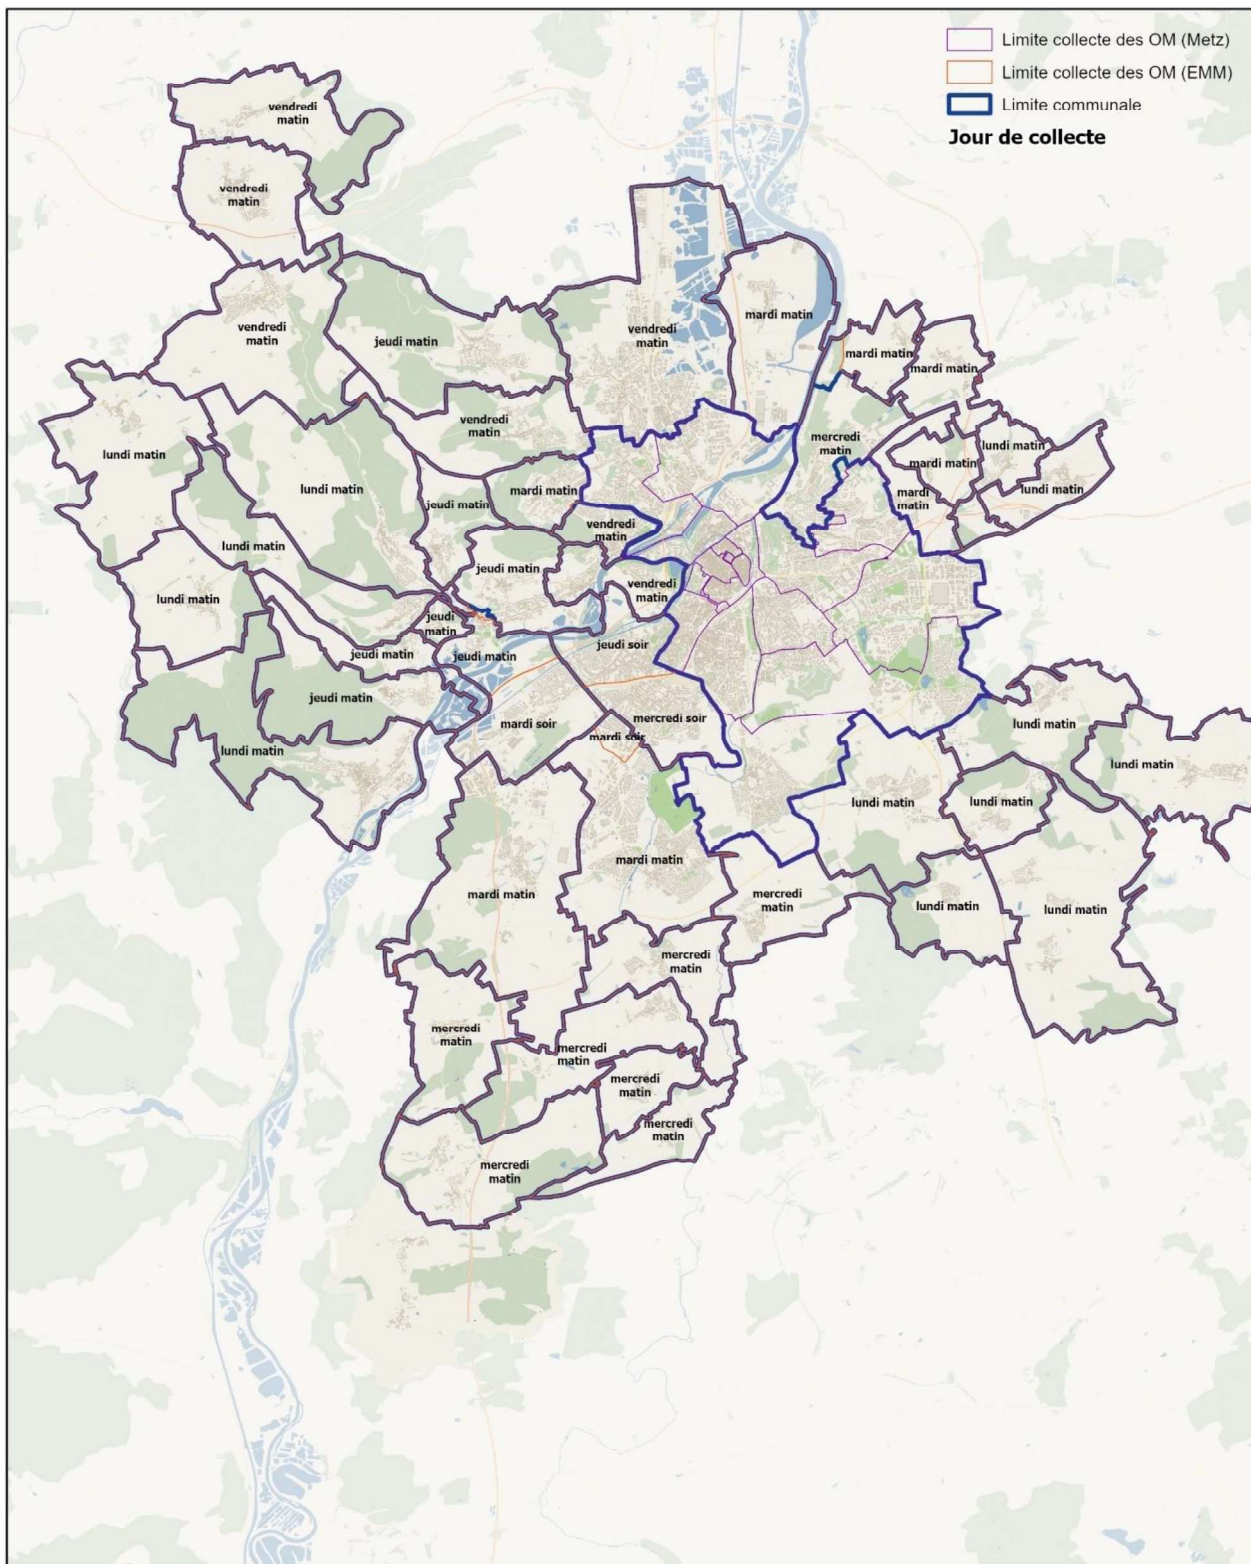 Limite collecte des OM (Metz)
Limite collecte des OM (EMM)
Limite communale
Jour de collecte
vendredi
matin
vendredi
matin
vendredi
matin
jeudi matin
vendredi
matin
mardi matin
mardi matin
mardi matin
vendredi
matin
mercredi
matin
lundi matin
lundi matin
mardi matin
lundi matin
lundi matin
jeudi matin
mardi matin
mardi
matin
vendredi
matin
lundi matin
jeudi matin
vendredi
matin
lundi matin
jeudi
matin
jeudi soir
jeudi matin
jeudi matin
jeudi matin
mardi soir
mercredi soir
mardi soir
lundi matin
lundi matin
lundi matin
lundi matin
lundi matin
mardi matin
mardi matin
mercredi
matin
lundi matin
lundi matin
mercredi
matin
mercredi
matin
mercredi
matin
mercredi
matin
mercredi
matin
mercredi
matin